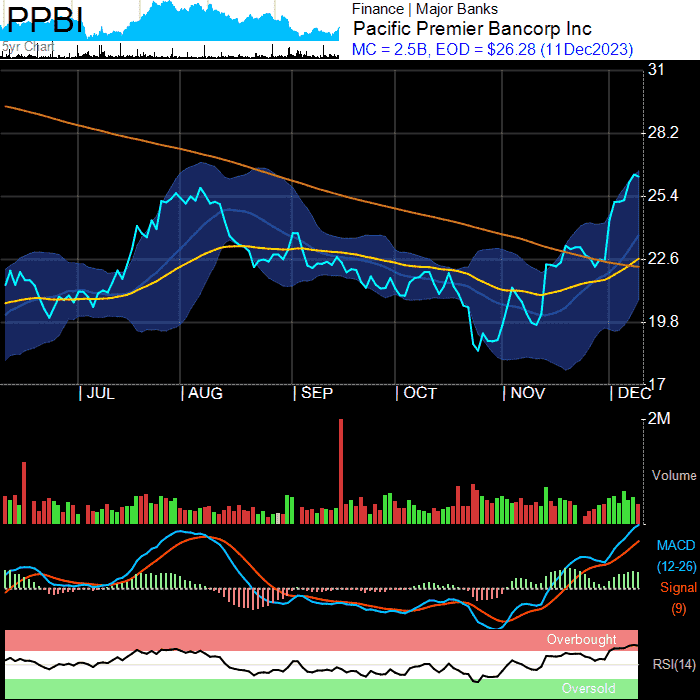 PPBI
5yr Chart
Finance | Major Banks
Pacific Premier Bancorp Inc
MC = 2.5B, EOD = $26.28 (11Dec2023)
31
28.2
25.4
22.6
19.8
17
JUL AUG SEP OCT NOV DEC
2M
Volume
MACD
(12-26)
Signal
(9)
Overbought
RSI(14)
Oversold